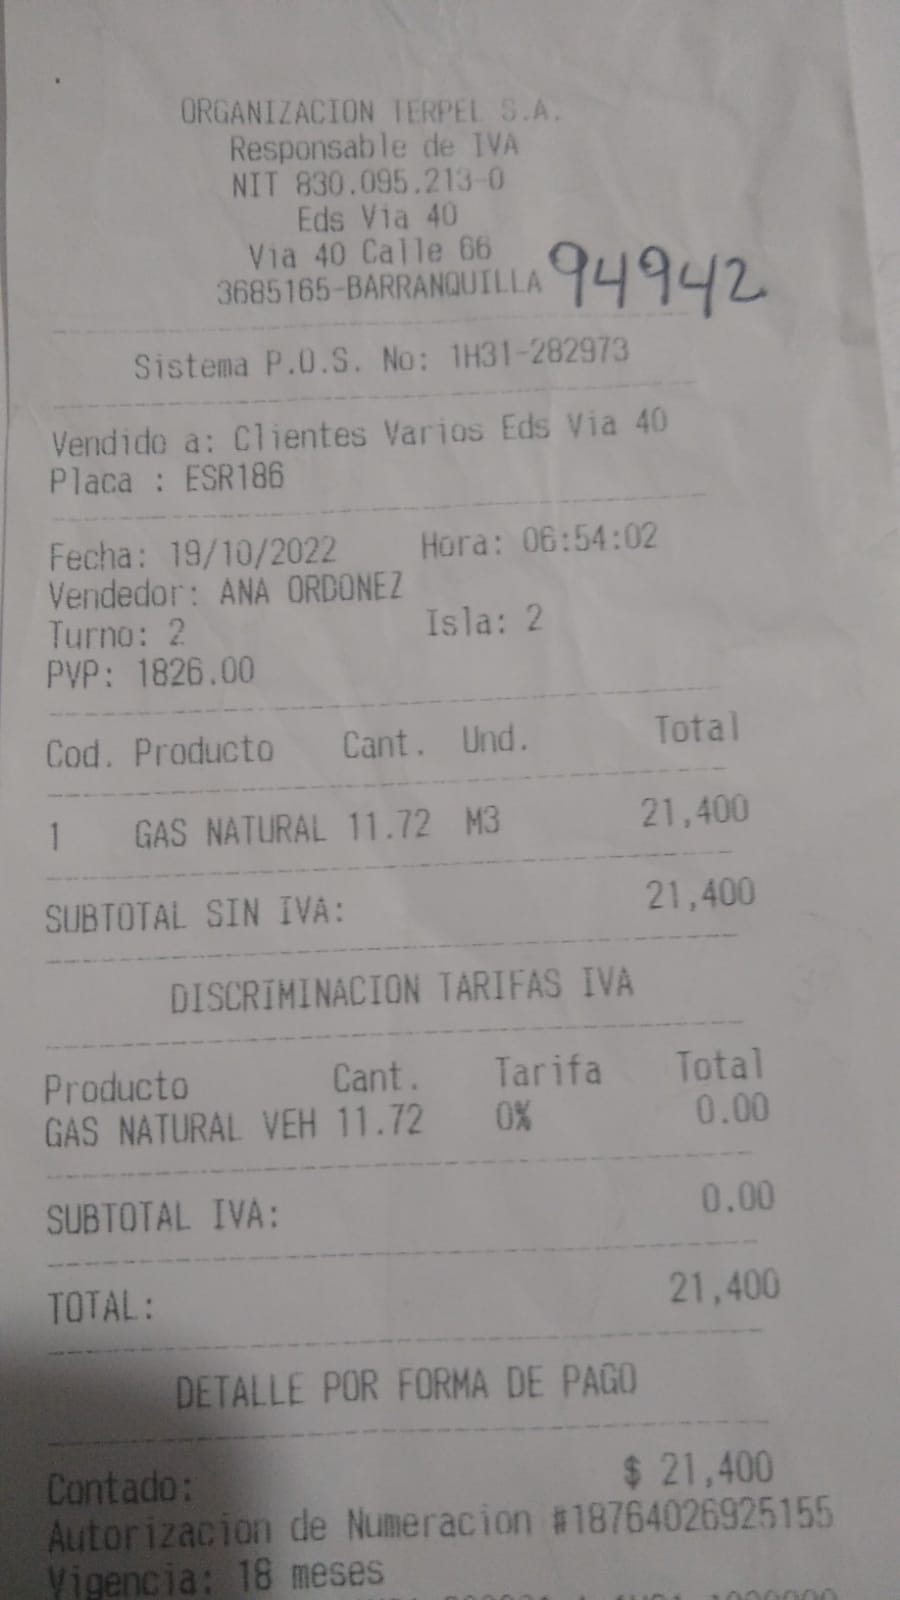 ORGANIZACION TERPEL S.A.
Responsable de IVA
NIT 830.095.213-0
Eds Via 40
Via 40 Calle 66
3685165-BARRANQUILLA 94942
Sistema P.O.S. No: 1H31-282973
Vendido a: Clientes Varios Eds Via 40
Placa : ESR186
Fecha: 19/10/2022 Hora: 06:54:02
Vendedor: ANA ORDONEZ
Turno: 2 Isla: 2
PVP: 1826.00
Cod. Producto Cant. Und. Total
1 GAS NATURAL 11.72 M3 21,400
SUBTOTAL SIN IVA: 21,400
DISCRIMINACION TARIFAS IVA
Producto Cant. Tarifa Total
GAS NATURAL VEH 11.72 0% 0.00
SUBTOTAL IVA: 0.00
TOTAL: 21,400
DETALLE POR FORMA DE PAGO
Contado: $ 21,400
Autorizacion de Numeracion #18764026925155
Vigencia: 18 meses